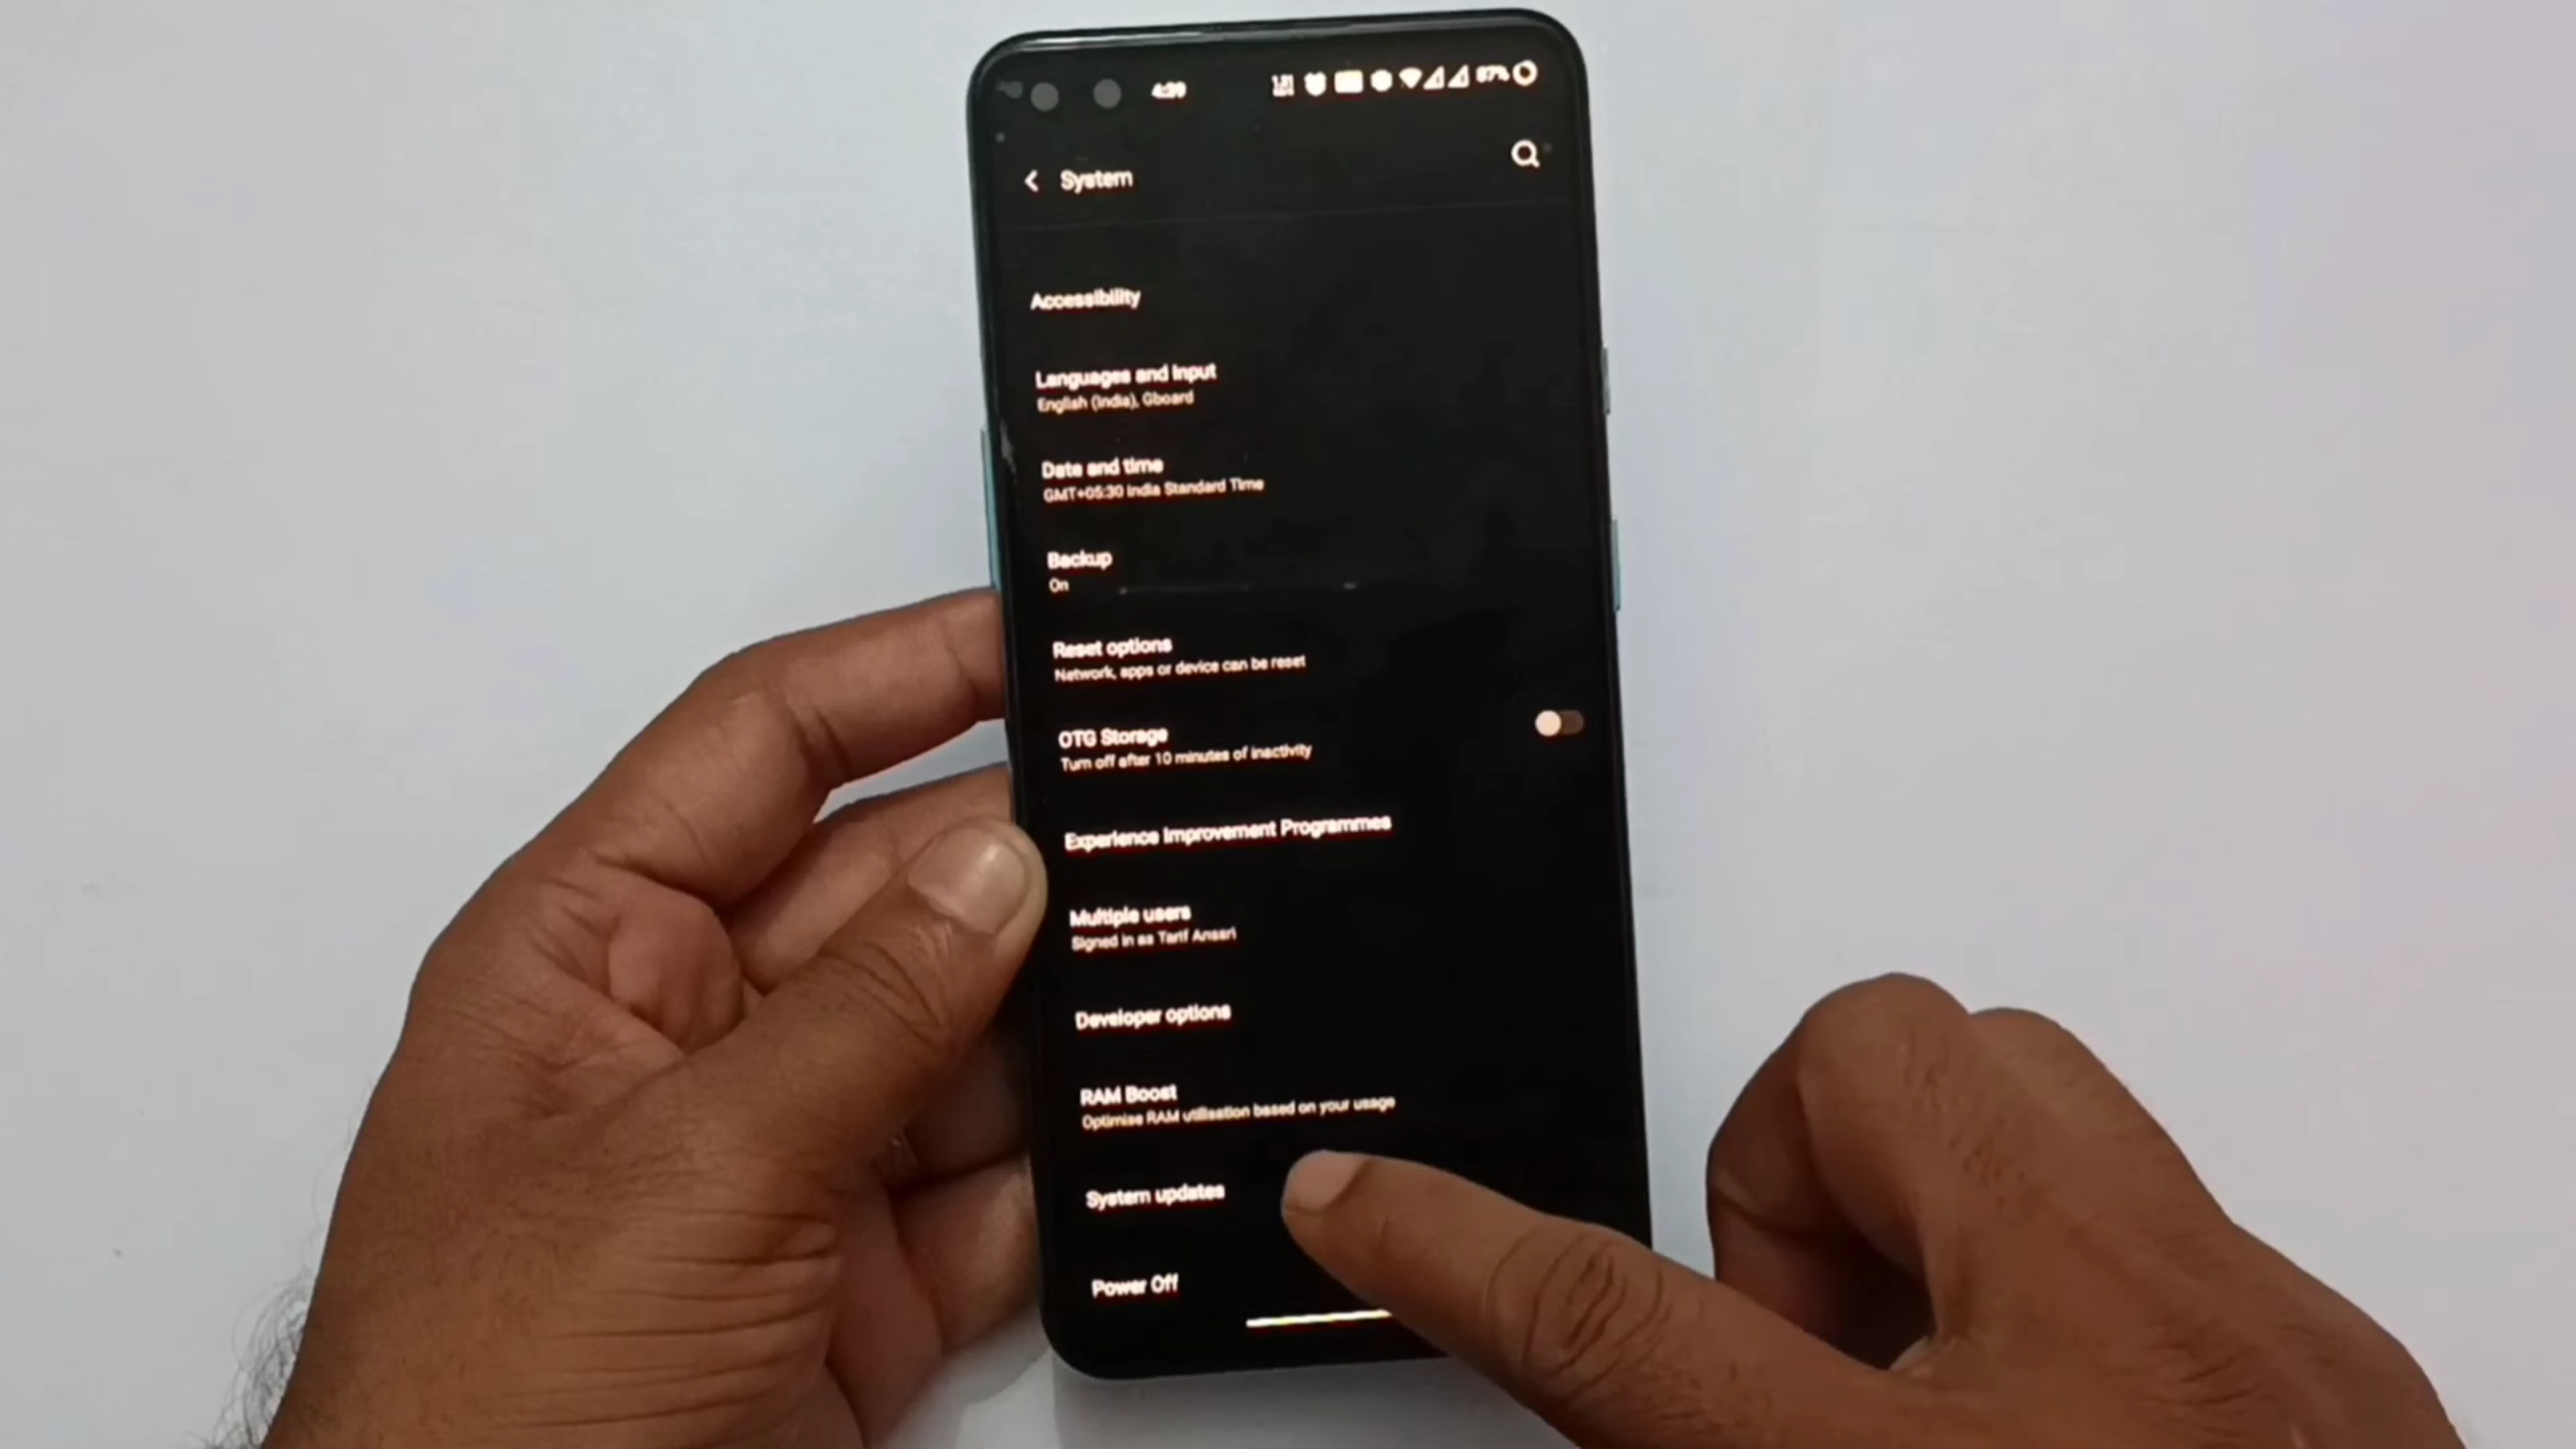 4:39
87%
System
Accessibility
Languages and input
English (India), Gboard
Date and time
GMT+05:30 India Standard Time
Backup
On
Reset options
Network, apps or device can be reset
OTG Storage
Turn off after 10 minutes of inactivity
Experience Improvement Programmes
Multiple users
Signed in as Tarif Ansari
Developer options
RAM Boost
Optimise RAM utilisation based on your usage
System updates
Power Off